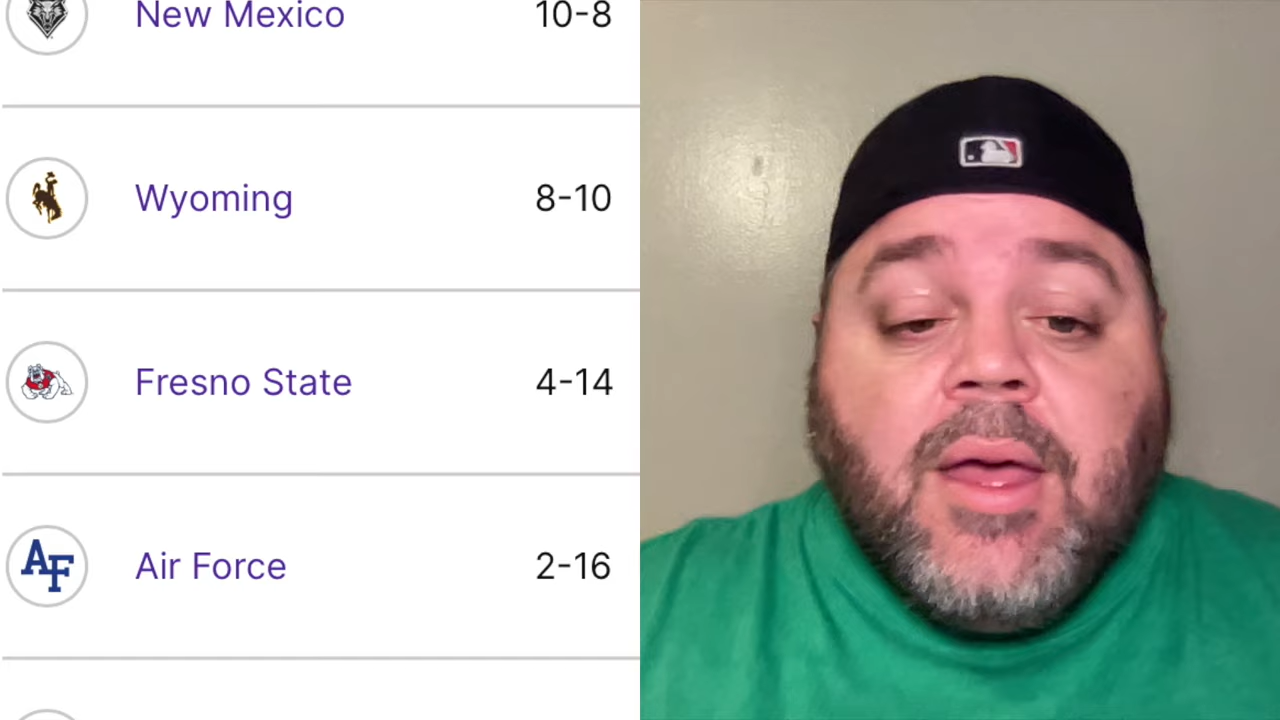 New Mexico 10-8
Wyoming 8-10
Fresno State 4-14
AF
Air Force 2-16